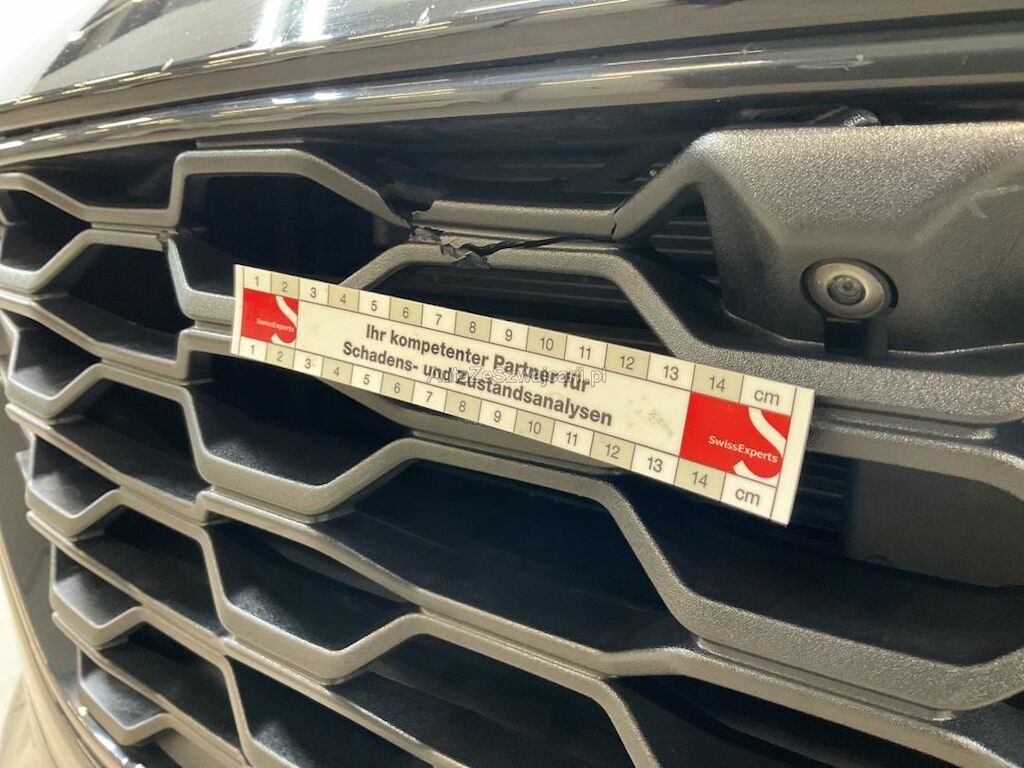 1 2 3 4 5 6 7 8 9 10 11 12 13 14 cm
SwissExperts
Ihr kompetenter Partner für
Schadens- und Zustandsanalysen
SwissExperts
1 2 3 4 5 6 7 8 9 10 11 12 13 14 cm
AutoZeSzwajcarii.pl